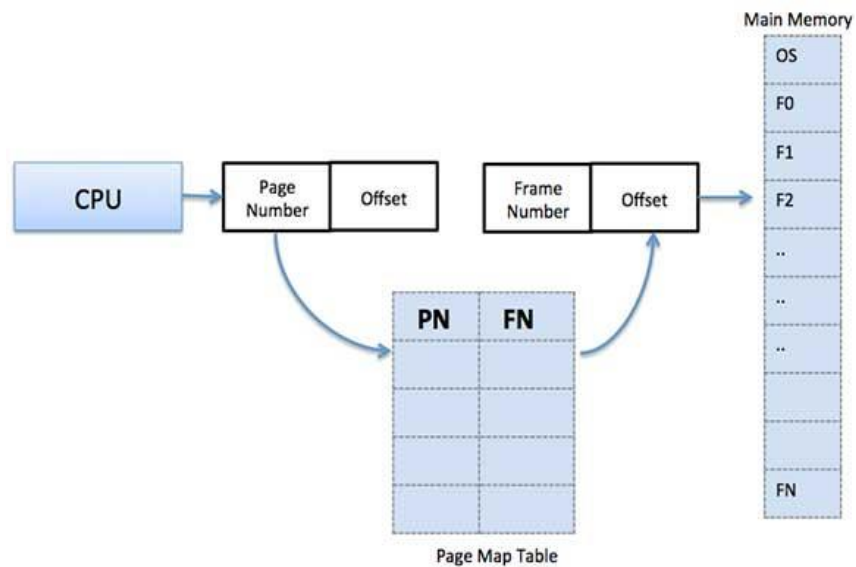 Main Memory
OS
F0
F1
CPU
Page
Number
Offset
Frame
Number
Offset
F2
..
..
..
PN
FN
FN
Page Map Table